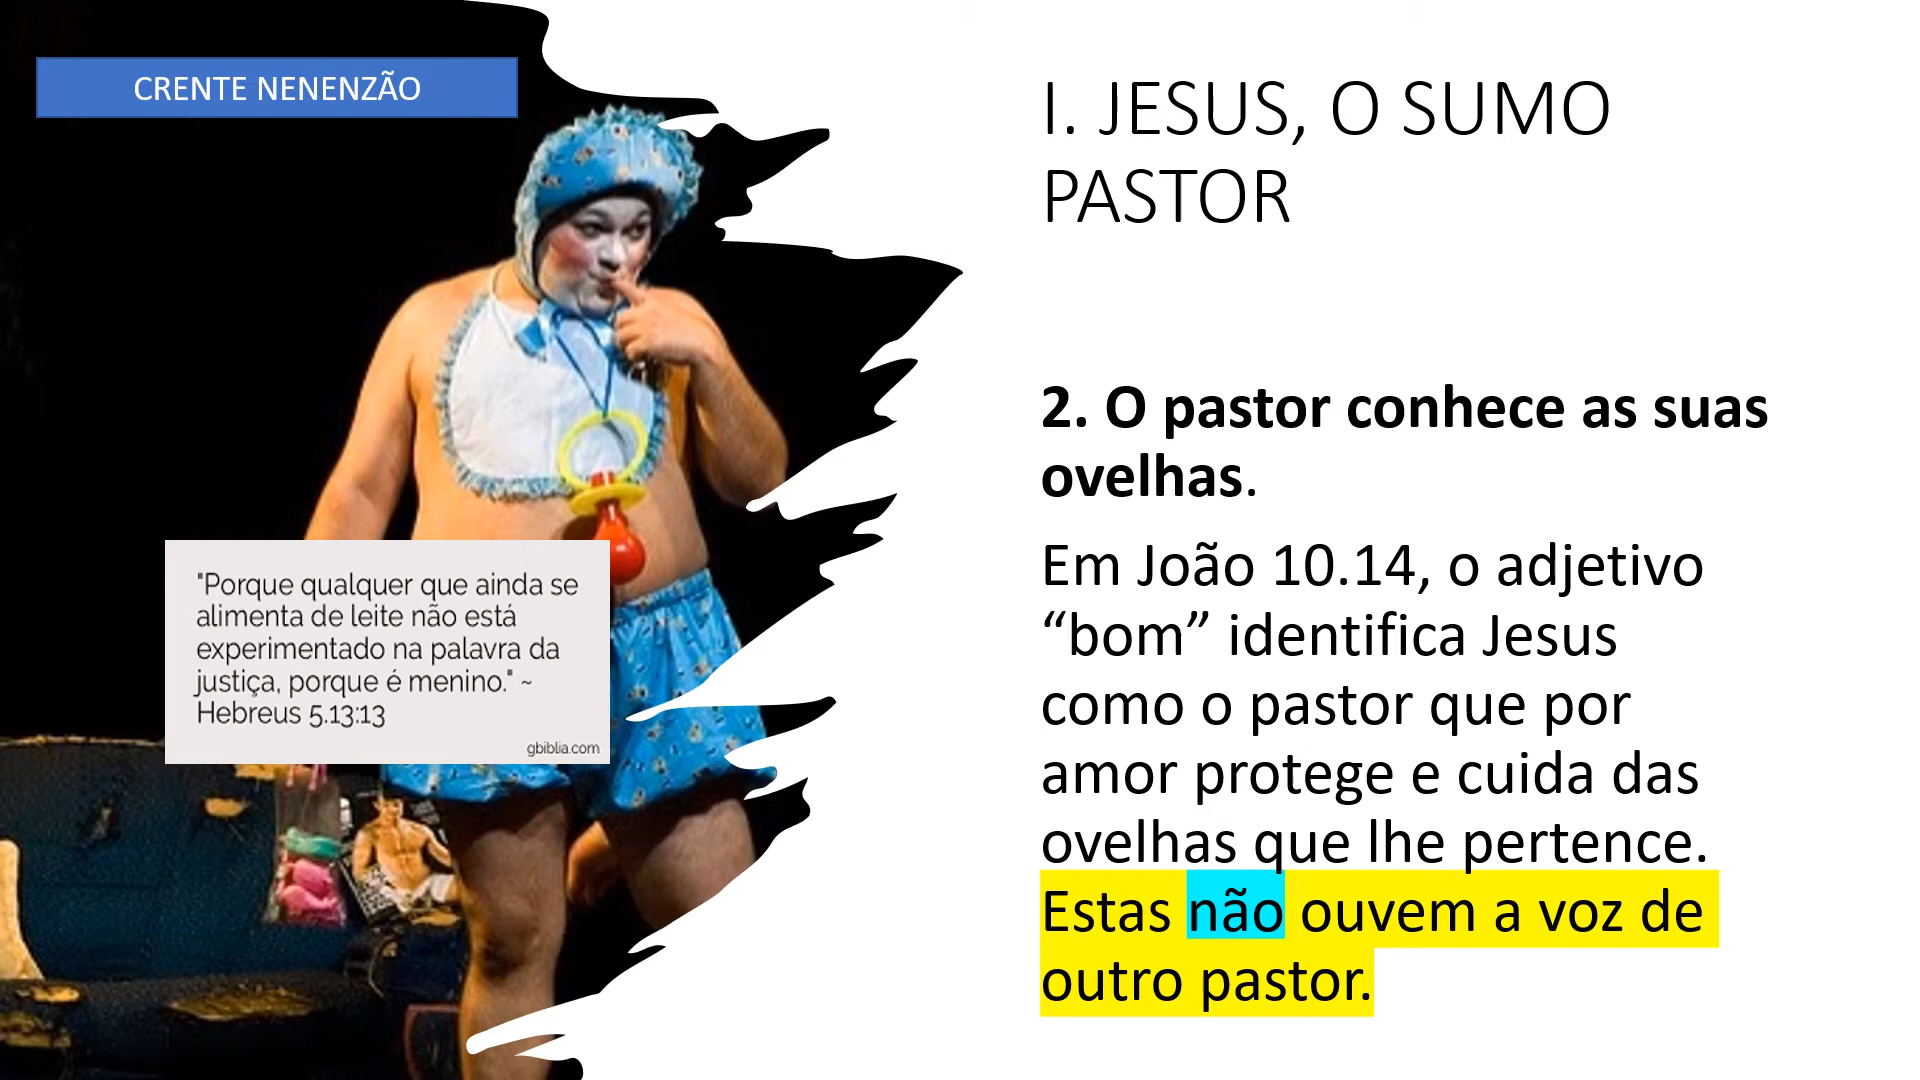 CRENTE NENENZÃO
"Porque qualquer que ainda se
alimenta de leite não está
experimentado na palavra da
justiça, porque é menino." ~
Hebreus 5.13:13
gbiblia.com
I. JESUS, O SUMO
PASTOR
2. O pastor conhece as suas
ovelhas.
Em João 10.14, o adjetivo
“bom” identifica Jesus
como o pastor que por
amor protege e cuida das
ovelhas que lhe pertence.
Estas não ouvem a voz de
outro pastor.